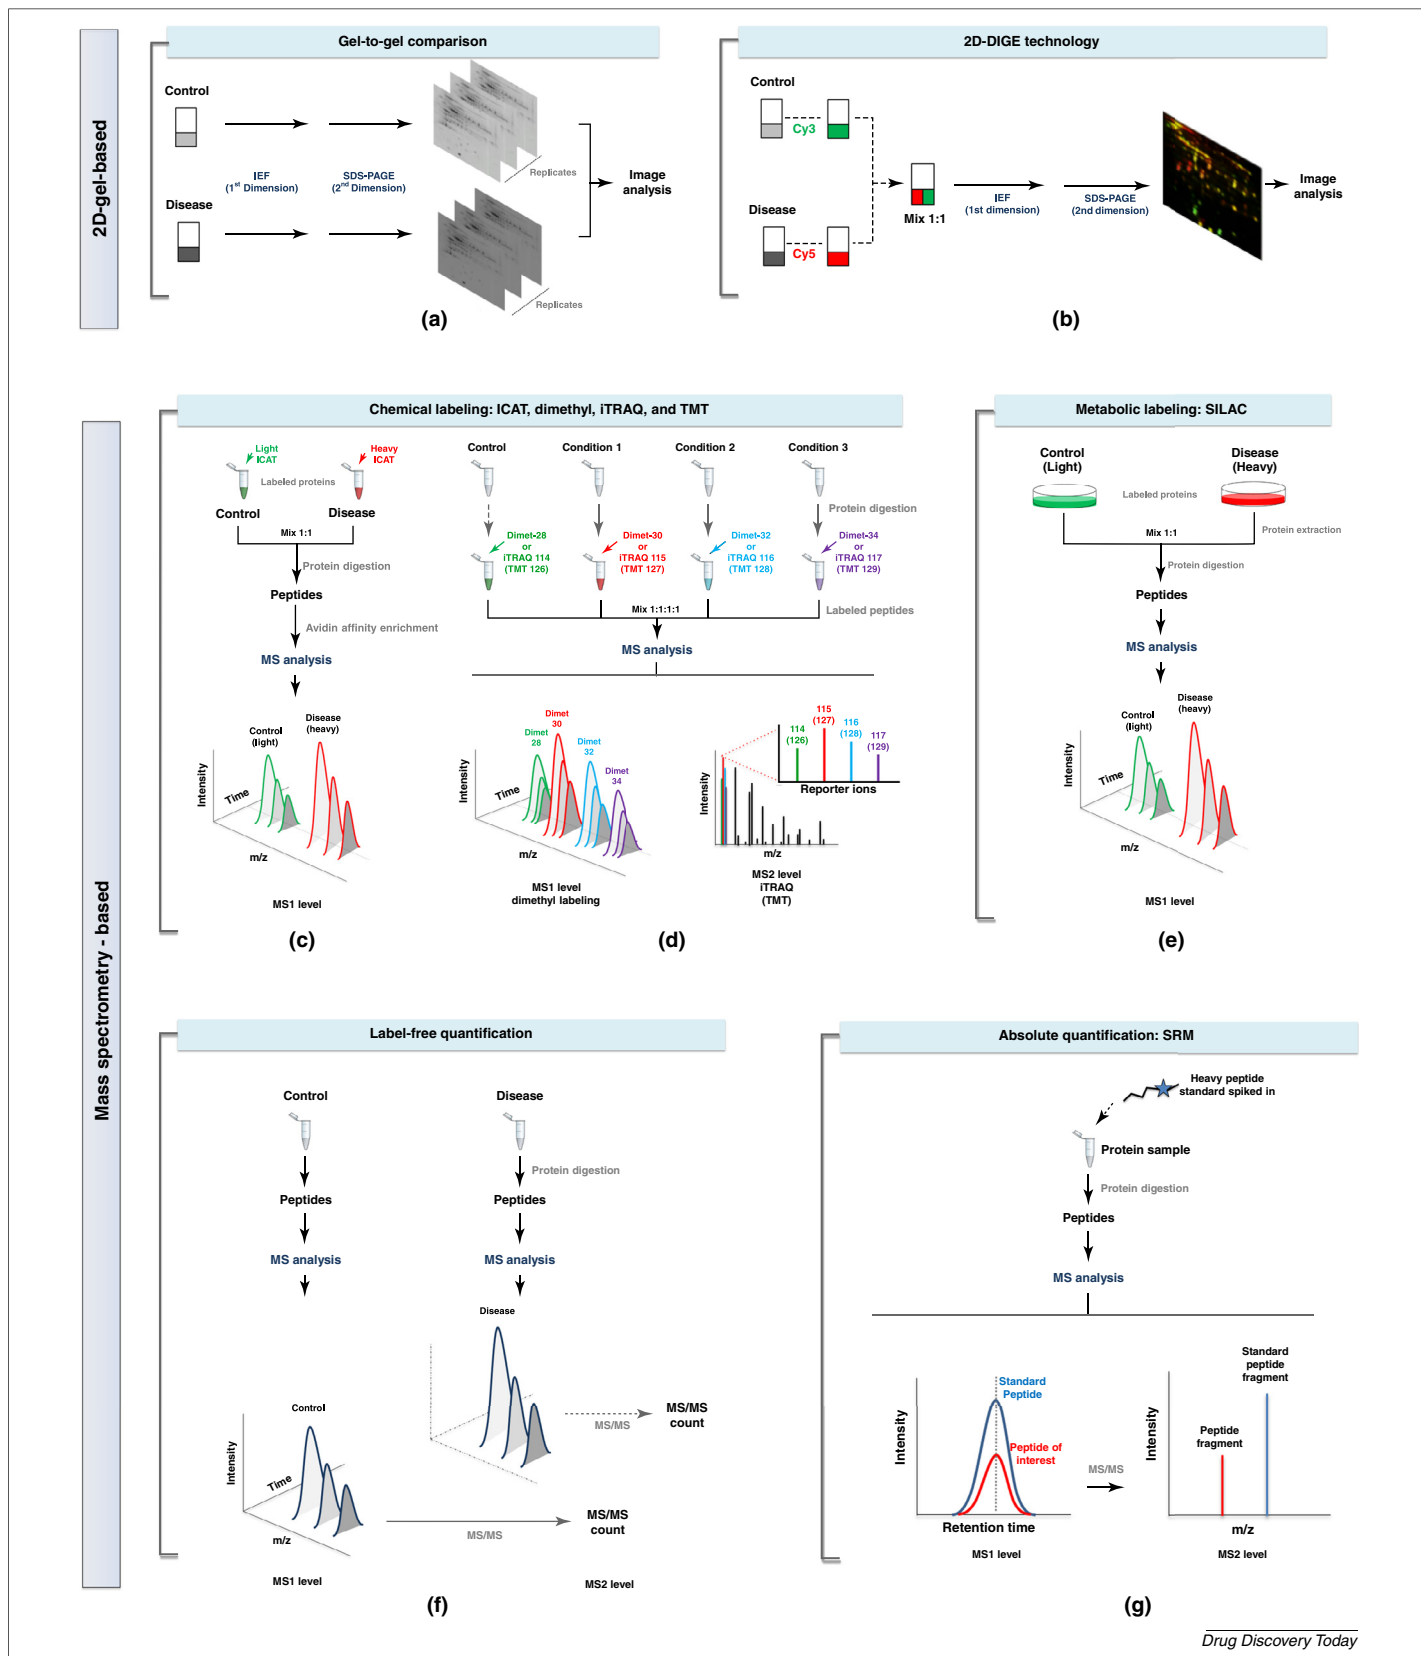 2D-gel-based
Gel-to-gel comparison
Control
IEF
(1st Dimension)
SDS-PAGE
(2nd Dimension)
Replicates
Disease
Replicates
Image
analysis
(a)
2D-DIGE technology
Control
Cy3
Disease
Cy5
Mix 1:1
IEF
(1st dimension)
SDS-PAGE
(2nd dimension)
Image
analysis
(b)
Mass spectrometry - based
Chemical labeling: ICAT, dimethyl, iTRAQ, and TMT
Light
ICAT
Heavy
ICAT
Labeled proteins
Control
Disease
Mix 1:1
Protein digestion
Peptides
Avidin affinity enrichment
MS analysis
Control
(light)
Disease
(heavy)
Intensity
Time
m/z
MS1 level
(c)
Control
Condition 1
Condition 2
Condition 3
Protein digestion
Dimet-28
or
iTRAQ 114
(TMT 126)
Dimet-30
or
iTRAQ 115
(TMT 127)
Dimet-32
or
iTRAQ 116
(TMT 128)
Dimet-34
or
iTRAQ 117
(TMT 129)
Mix 1:1:1:1
Labeled peptides
MS analysis
Dimet
28
Dimet
30
Dimet
32
Dimet
34
Intensity
Time
m/z
MS1 level
dimethyl labeling
114
(126)
115
(127)
116
(128)
117
(129)
Reporter ions
Intensity
m/z
MS2 level
iTRAQ
(TMT)
(d)
Metabolic labeling: SILAC
Control
(Light)
Disease
(Heavy)
Labeled proteins
Mix 1:1
Protein extraction
Protein digestion
Peptides
MS analysis
Control
(light)
Disease
(heavy)
Intensity
Time
m/z
MS1 level
(e)
Label-free quantification
Control
Disease
Protein digestion
Peptides
Peptides
MS analysis
MS analysis
Disease
Control
MS/MS
MS/MS
count
Intensity
Time
m/z
MS/MS
MS/MS
count
MS1 level
MS2 level
(f)
Absolute quantification: SRM
Heavy peptide
standard spiked in
Protein sample
Protein digestion
Peptides
MS analysis
Standard
Peptide
Peptide of
interest
Intensity
Retention time
MS1 level
MS/MS
Standard
peptide
fragment
Peptide
fragment
Intensity
m/z
MS2 level
(g)
Drug Discovery Today